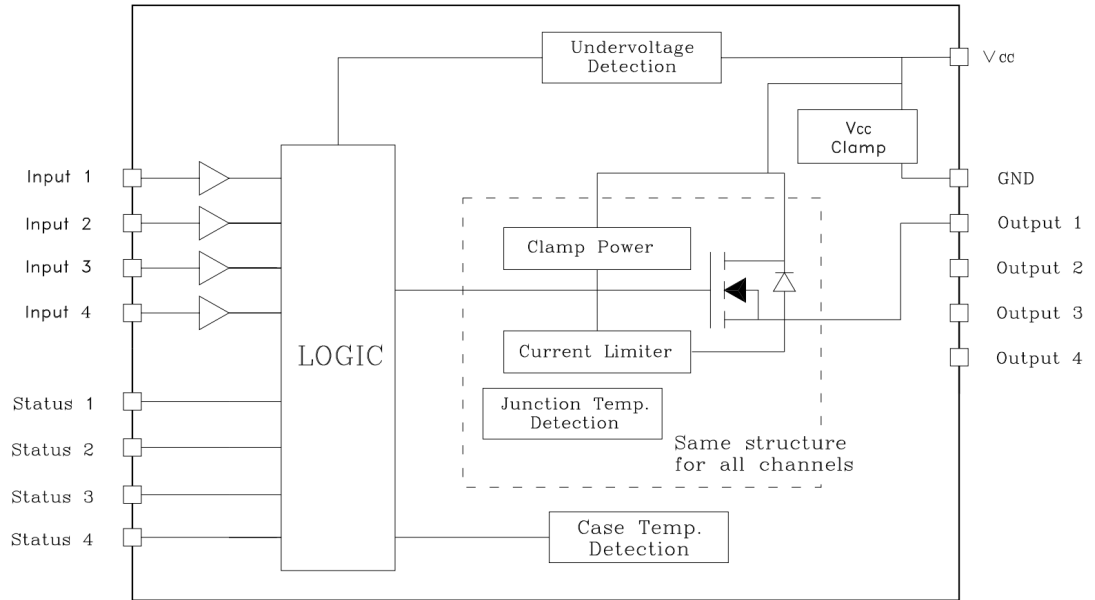 Undervoltage
Detection
Vcc
Vcc
Clamp
Input 1
GND
Input 2
Output 1
Clamp Power
Input 3
Output 2
Input 4
Output 3
LOGIC
Current Limiter
Output 4
Status 1
Junction Temp.
Detection
Status 2
Same structure
for all channels
Status 3
Case Temp.
Detection
Status 4